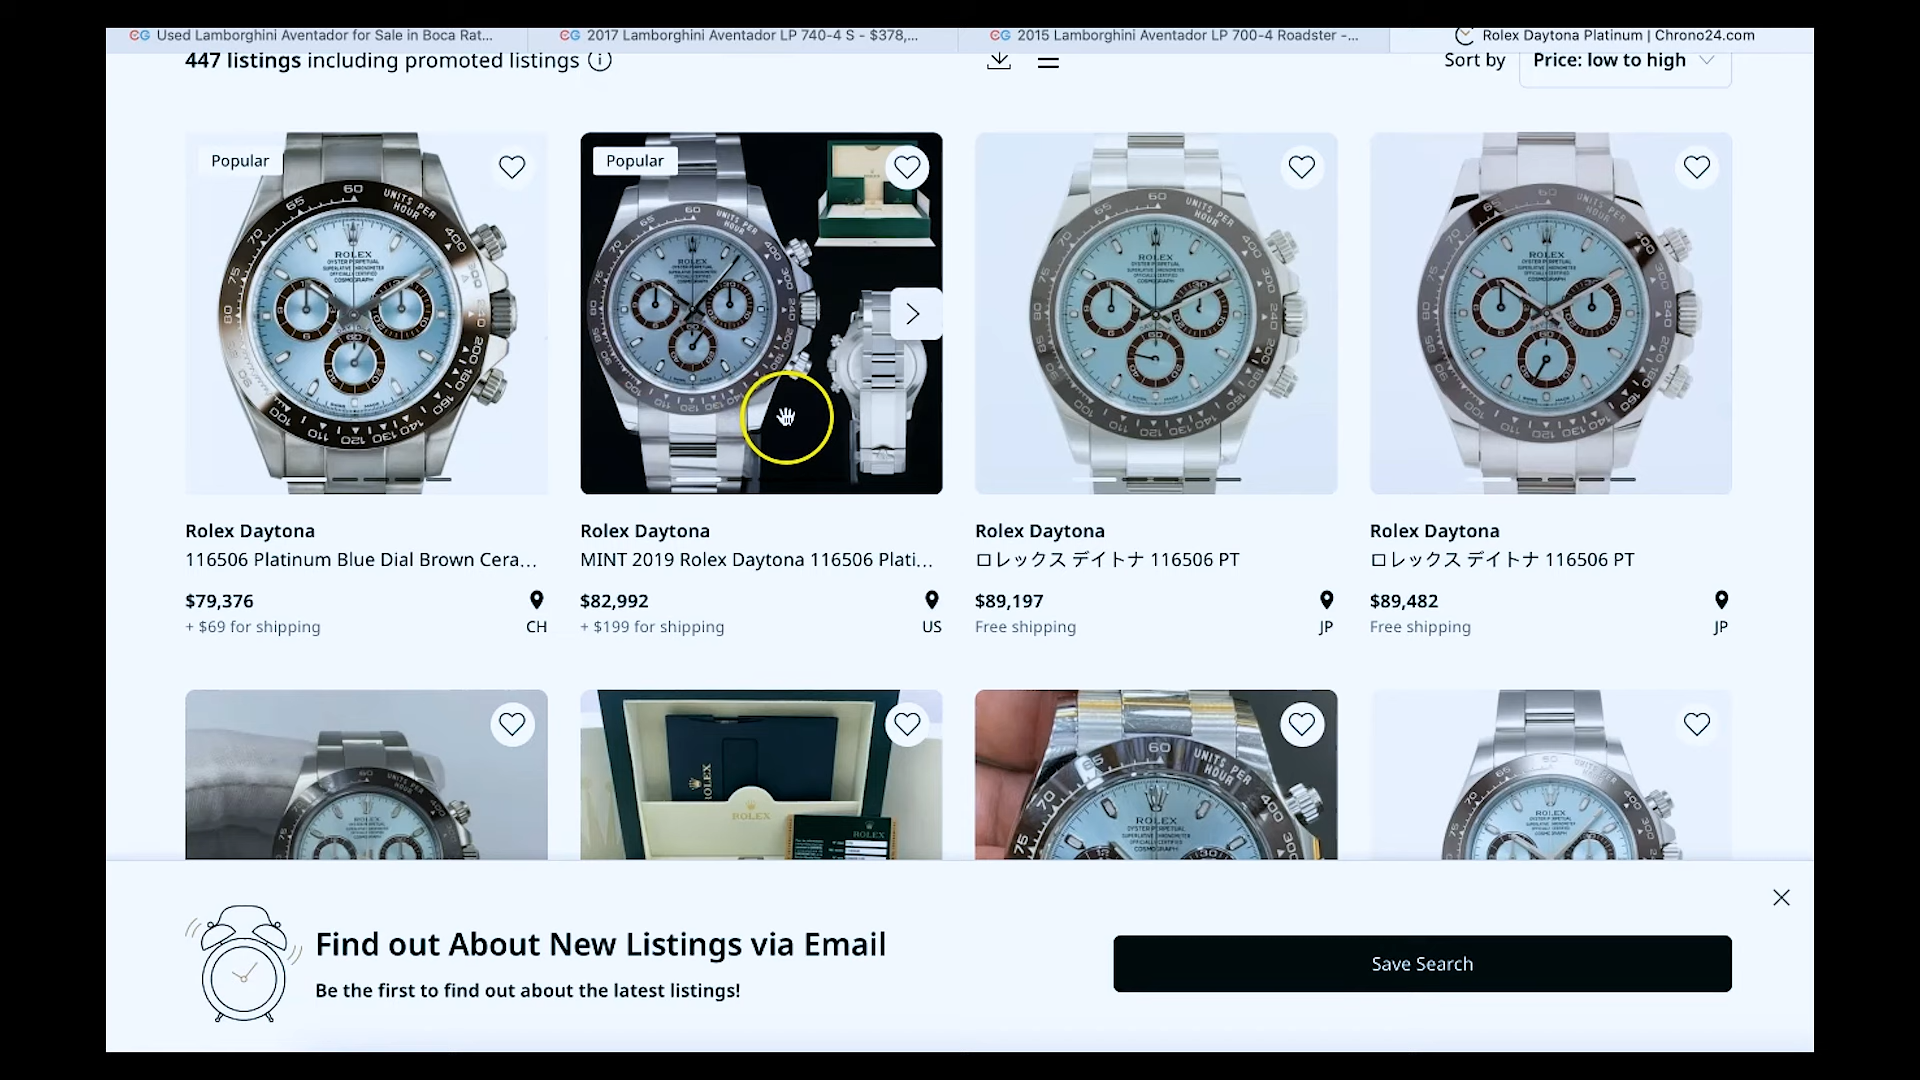 Used Lamborghini Aventador for Sale in Boca Rat...
2017 Lamborghini Aventador LP 740-4 S - $378,...
2015 Lamborghini Aventador LP 700-4 Roadster -...
Rolex Daytona Platinum | Chrono24.com
447 listings including promoted listings
Sort by
Price: low to high
Popular
Popular
Rolex Daytona
116506 Platinum Blue Dial Brown Cera...
$79,376
CH
+ $69 for shipping
Rolex Daytona
MINT 2019 Rolex Daytona 116506 Plati...
$82,992
US
+ $199 for shipping
Rolex Daytona
ロレックス デイトナ 116506 PT
$89,197
JP
Free shipping
Rolex Daytona
ロレックス デイトナ 116506 PT
$89,482
JP
Free shipping
ROLEX
ROLEX
ROLEX
Find out About New Listings via Email
Be the first to find out about the latest listings!
Save Search